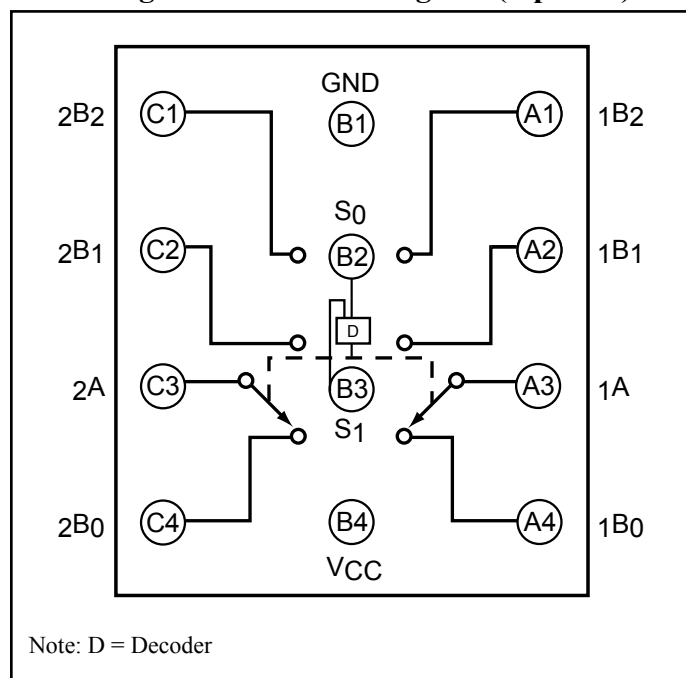 GND
2B2 C1 B1 A1 1B2
S0
2B1 C2 B2 A2 1B1
D
2A C3 B3 A3 1A
S1
2B0 C4 B4 A4 1B0
VCC
Note: D = Decoder